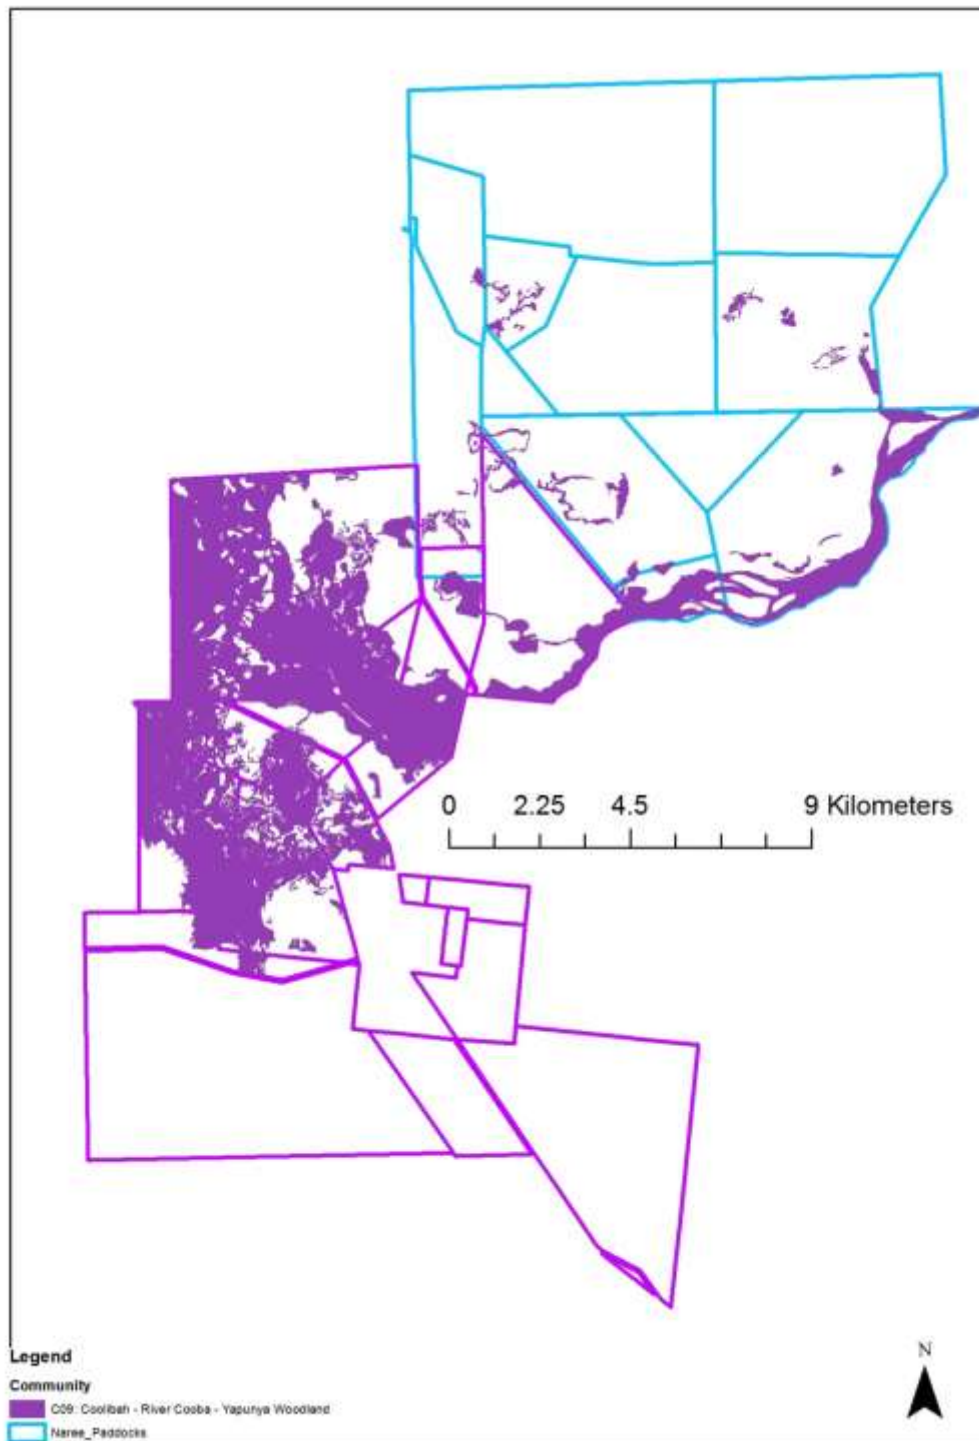 0 2.25 4.5 9 Kilometers
N
Legend
Community
C09: Coolibah - River Cooba - Yapunya Woodland
Naree_Paddocks